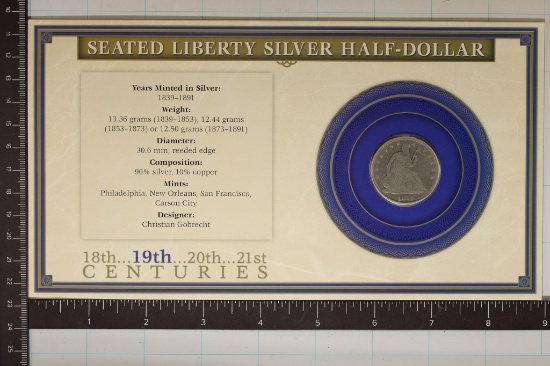 SEATED LIBERTY SILVER HALF-DOLLAR
Years Minted in Silver:
1839-1891
Weight:
13.36 grams (1839-1853), 12.44 grams
(1853-1873) or 12.50 grams (1873-1891)
Diameter:
30.6 mm, reeded edge
Composition:
90% silver, 10% copper
Mints:
Philadelphia, New Orleans, San Francisco,
Carson City
Designer:
Christian Gobrecht
18th...19th...20th...21st
CENTURIES
1 2 3 4 5 6 7 8 9